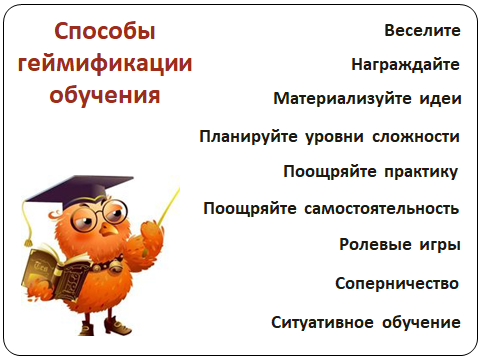 Способы
геймификации
обучения
Веселите
Награждайте
Материализуйте идеи
Планируйте уровни сложности
Поощряйте практику
Поощряйте самостоятельность
Ролевые игры
Соперничество
Ситуативное обучение